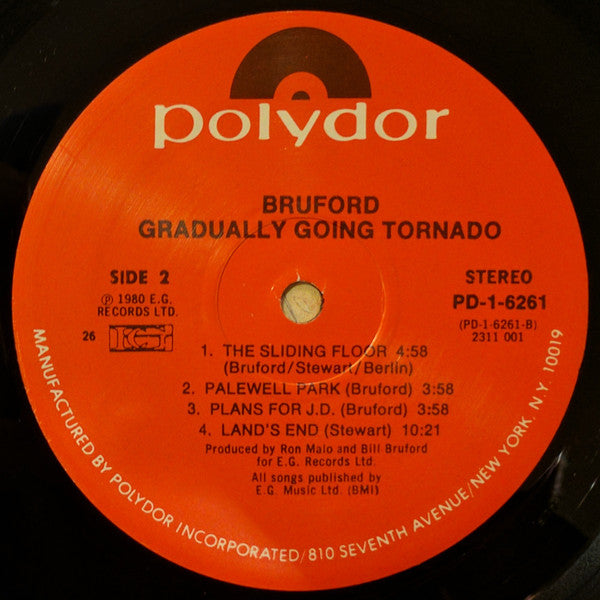 polydor
BRUFORD
GRADUALLY GOING TORNADO
SIDE 2
℗ 1980 E.G.
RECORDS LTD.
26 EG
STEREO
PD-1-6261
(PD-1-6261-B)
2311 001
1. THE SLIDING FLOOR 4:58
(Bruford/Stewart/Berlin)
2. PALEWELL PARK (Bruford) 3:58
3. PLANS FOR J.D. (Bruford) 3:58
4. LAND'S END (Stewart) 10:21
Produced by Ron Malo and Bill Bruford
for E.G. Records Ltd.
All songs published by
E.G. Music Ltd. (BMI)
MANUFACTURED BY POLYDOR INCORPORATED/810 SEVENTH AVENUE/NEW YORK. N.Y. 10019